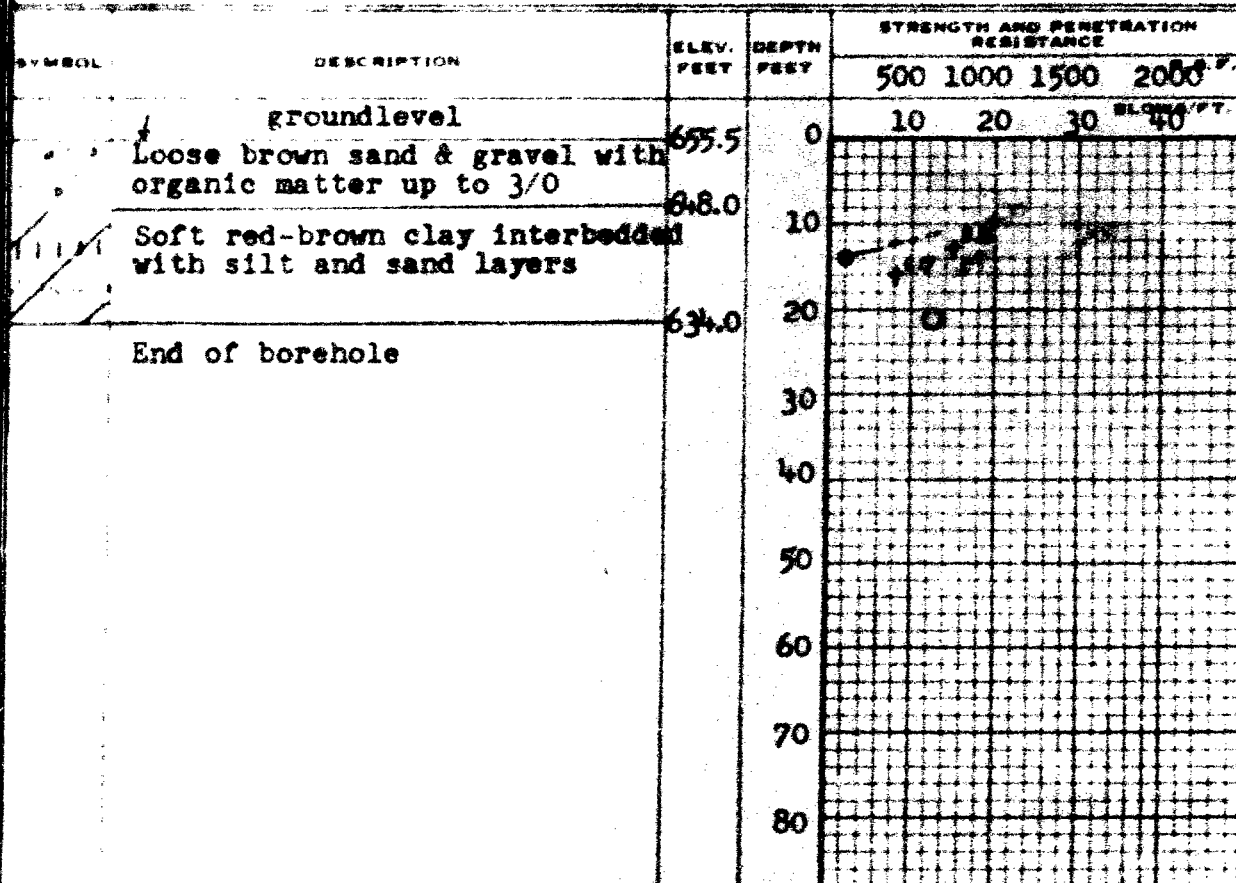 SYMBOL
DESCRIPTION
ELEV. FEET
DEPTH FEET
STRENGTH AND PENETRATION RESISTANCE
500 1000 1500 2000 P.S.F.
BLOWS/FT.
10 20 30 40
groundlevel
655.5
0
Loose brown sand & gravel with
organic matter up to 3/0
648.0
10
Soft red-brown clay interbedded
with silt and sand layers
634.0
20
End of borehole
30
40
50
60
70
80